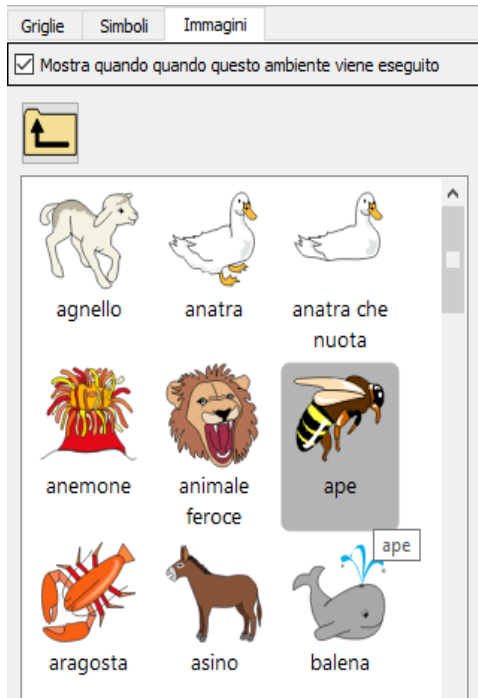 Griglie Simboli Immagini
Mostra quando quando questo ambiente viene eseguito
agnello anatra anatra che
nuota
anemone animale ape
feroce
ape
aragosta asino balena